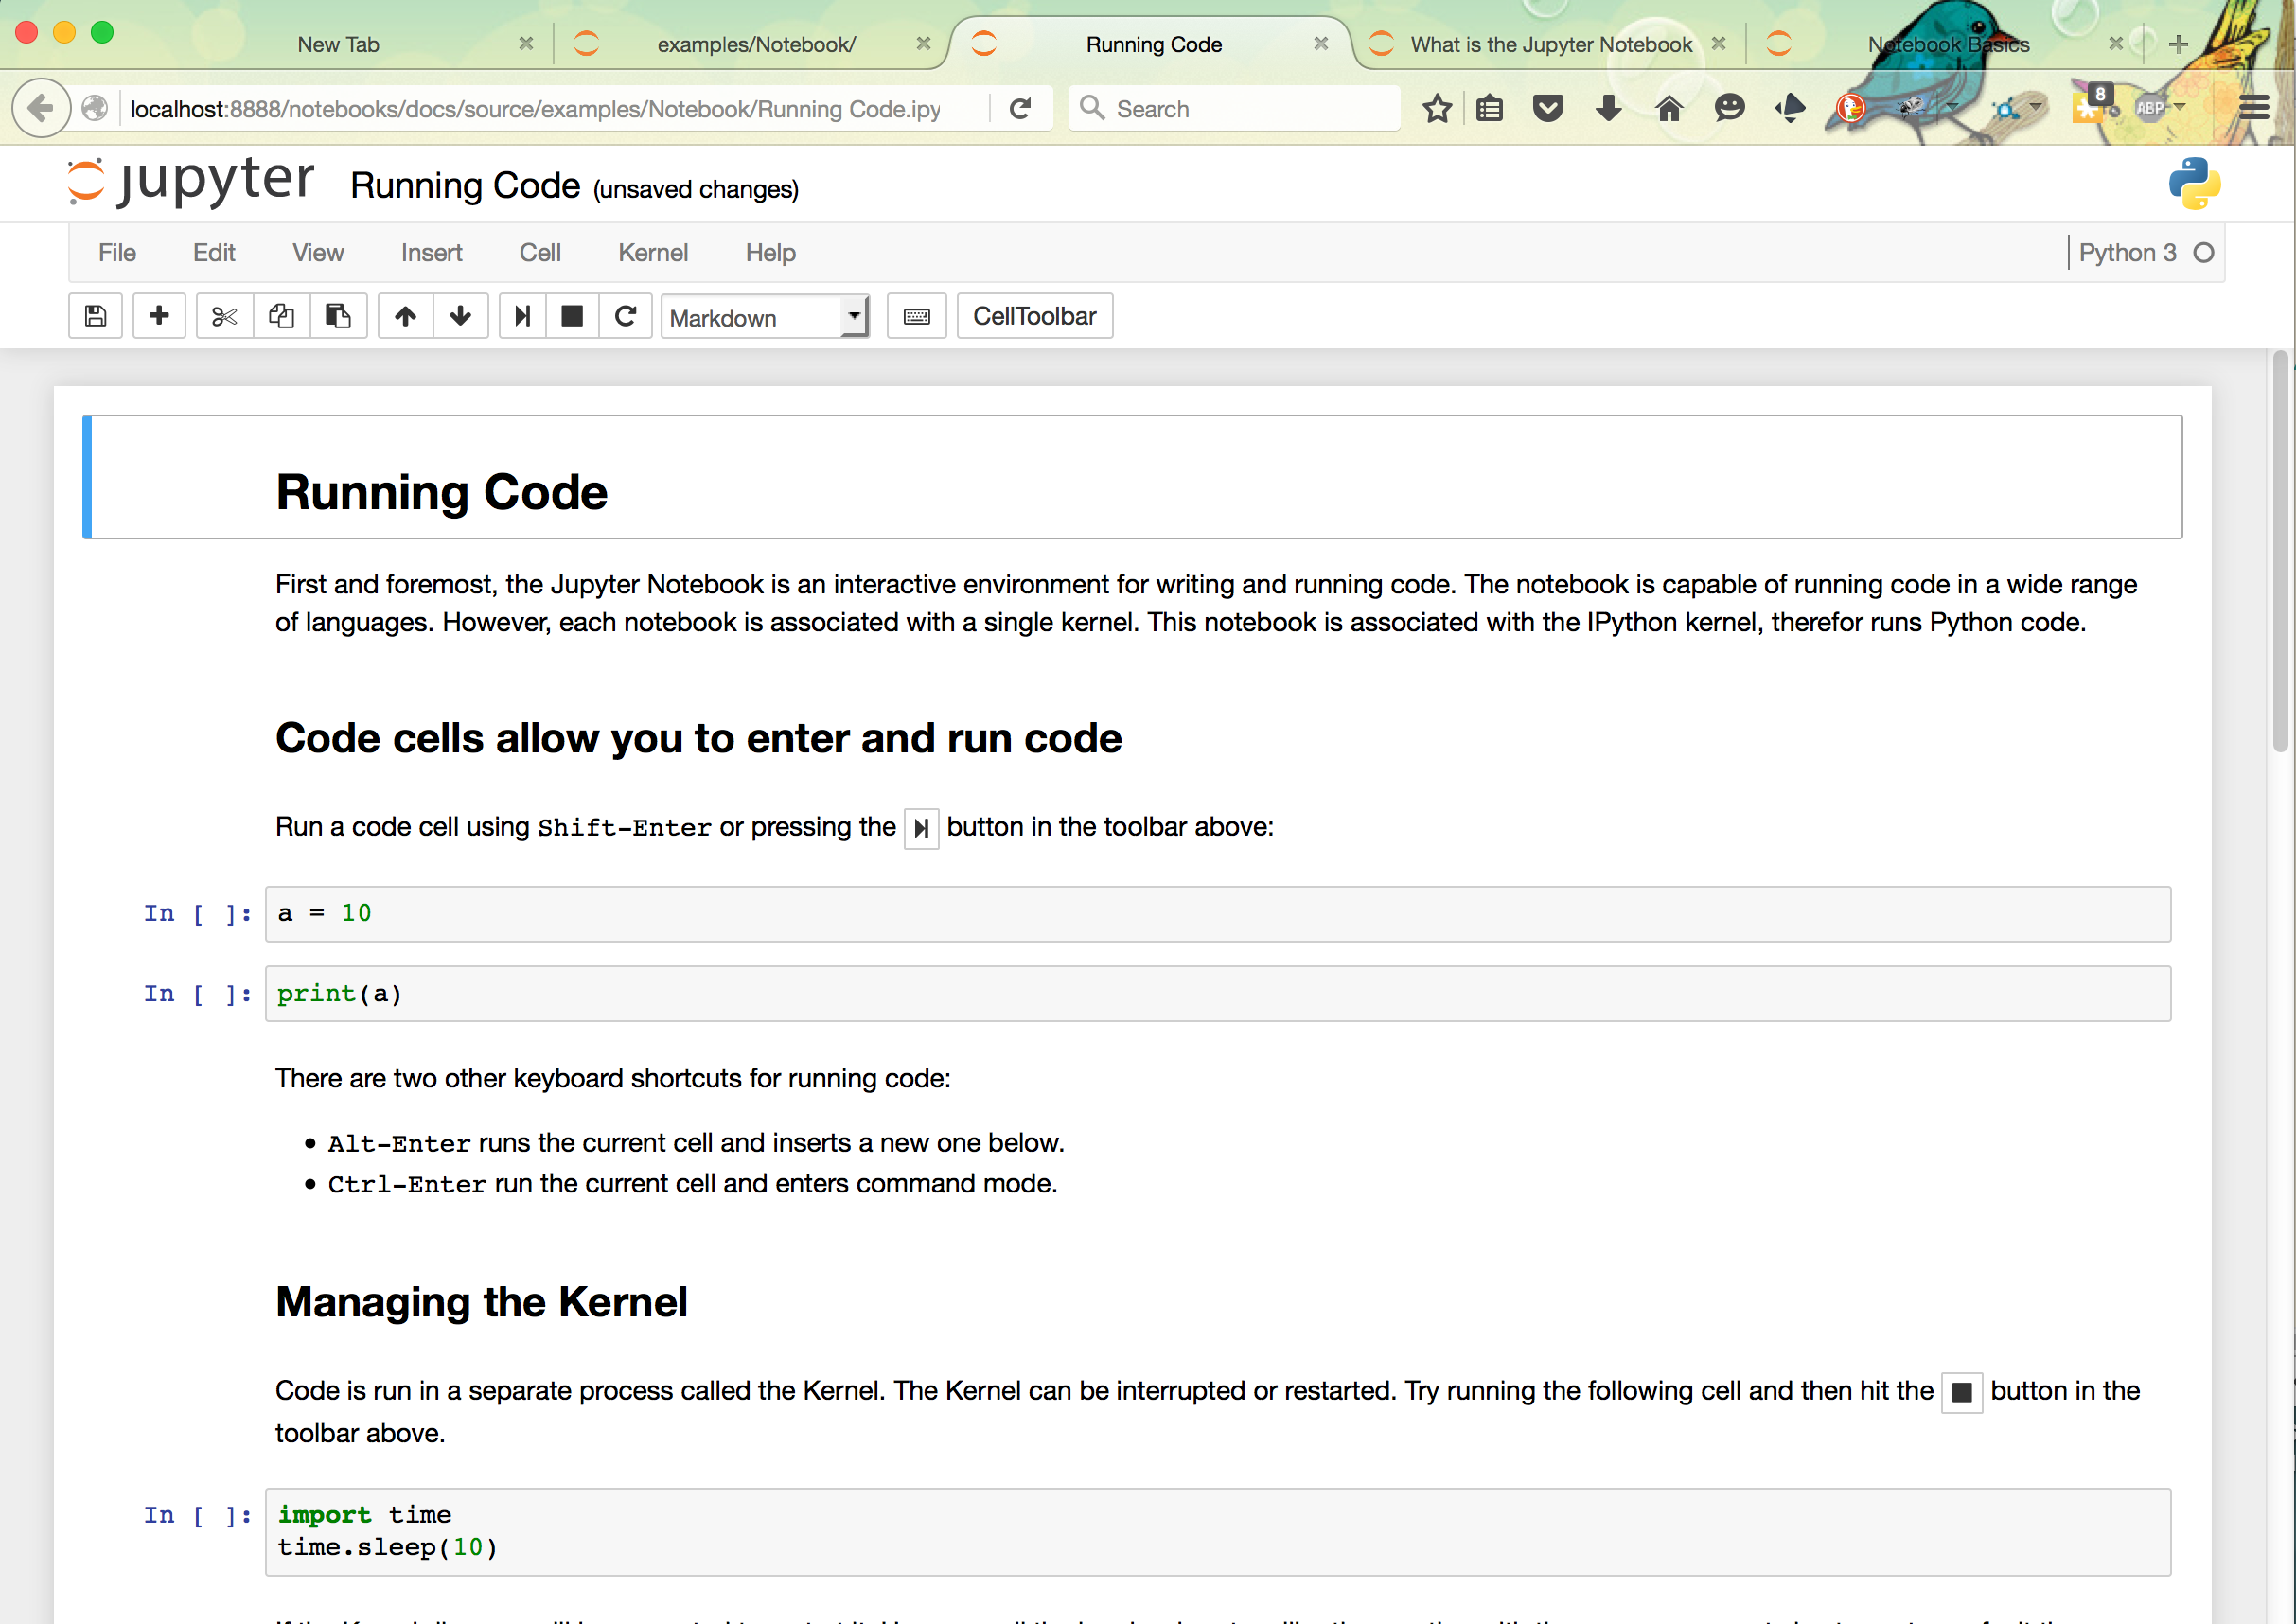 New Tab
examples/Notebook/
Running Code
What is the Jupyter Notebook
Notebook Basics
localhost:8888/notebooks/docs/source/examples/Notebook/Running Code.ipy
Search
8
ABP
jupyter Running Code (unsaved changes)
File Edit View Insert Cell Kernel Help Python 3
Markdown CellToolbar
Running Code
First and foremost, the Jupyter Notebook is an interactive environment for writing and running code. The notebook is capable of running code in a wide range
of languages. However, each notebook is associated with a single kernel. This notebook is associated with the IPython kernel, therefor runs Python code.
Code cells allow you to enter and run code
Run a code cell using Shift-Enter or pressing the button in the toolbar above:
In [ ]: a = 10
In [ ]: print(a)
There are two other keyboard shortcuts for running code:
• Alt-Enter runs the current cell and inserts a new one below.
• Ctrl-Enter run the current cell and enters command mode.
Managing the Kernel
Code is run in a separate process called the Kernel. The Kernel can be interrupted or restarted. Try running the following cell and then hit the button in the
toolbar above.
In [ ]: import time
time.sleep(10)